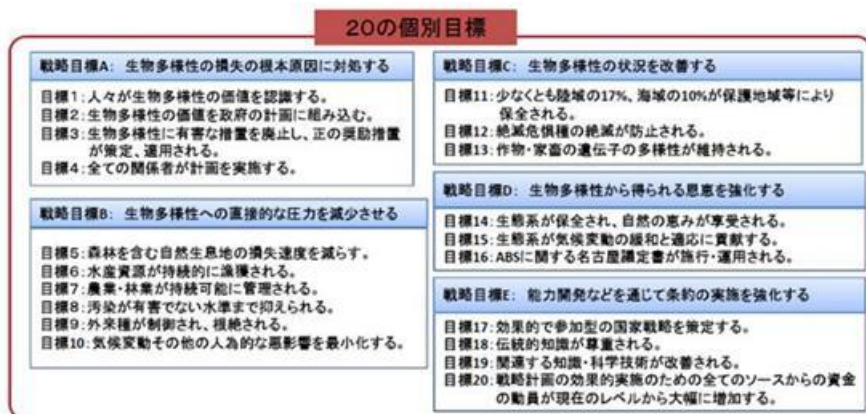 20の個別目標
戦略目標A: 生物多様性の損失の根本原因に対処する
目標1:人々が生物多様性の価値を認識する。
目標2:生物多様性の価値を政府の計画に組み込む。
目標3:生物多様性に有害な措置を廃止し、正の奨励措置
が策定、適用される。
目標4:全ての関係者が計画を実施する。
戦略目標B: 生物多様性への直接的な圧力を減少させる
目標5:森林を含む自然生息地の損失速度を減らす。
目標6:水産資源が持続的に漁獲される。
目標7:農業・林業が持続可能に管理される。
目標8:汚染が有害でない水準まで抑えられる。
目標9:外来種が制御され、根絶される。
目標10:気候変動その他の人為的な悪影響を最小化する。
戦略目標C: 生物多様性の状況を改善する
目標11:少なくとも陸域の17%、海域の10%が保護地域等により
保全される。
目標12:絶滅危惧種の絶滅が防止される。
目標13:作物・家畜の遺伝子の多様性が維持される。
戦略目標D: 生物多様性から得られる恩恵を強化する
目標14:生態系が保全され、自然の恵みが享受される。
目標15:生態系が気候変動の緩和と適応に貢献する。
目標16:ABSに関する名古屋議定書が施行・運用される。
戦略目標E: 能力開発などを通じて条約の実施を強化する
目標17:効果的で参加型の国家戦略を策定する。
目標18:伝統的知識が尊重される。
目標19:関連する知識・科学技術が改善される。
目標20:戦略計画の効果的実施のための全てのソースからの資金
の動員が現在のレベルから大幅に増加する。